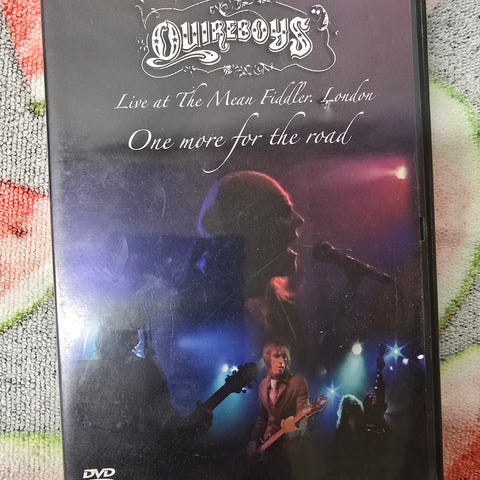 QUIREBOYS
Live at The Mean Fiddler, London
One more for the road
DVD